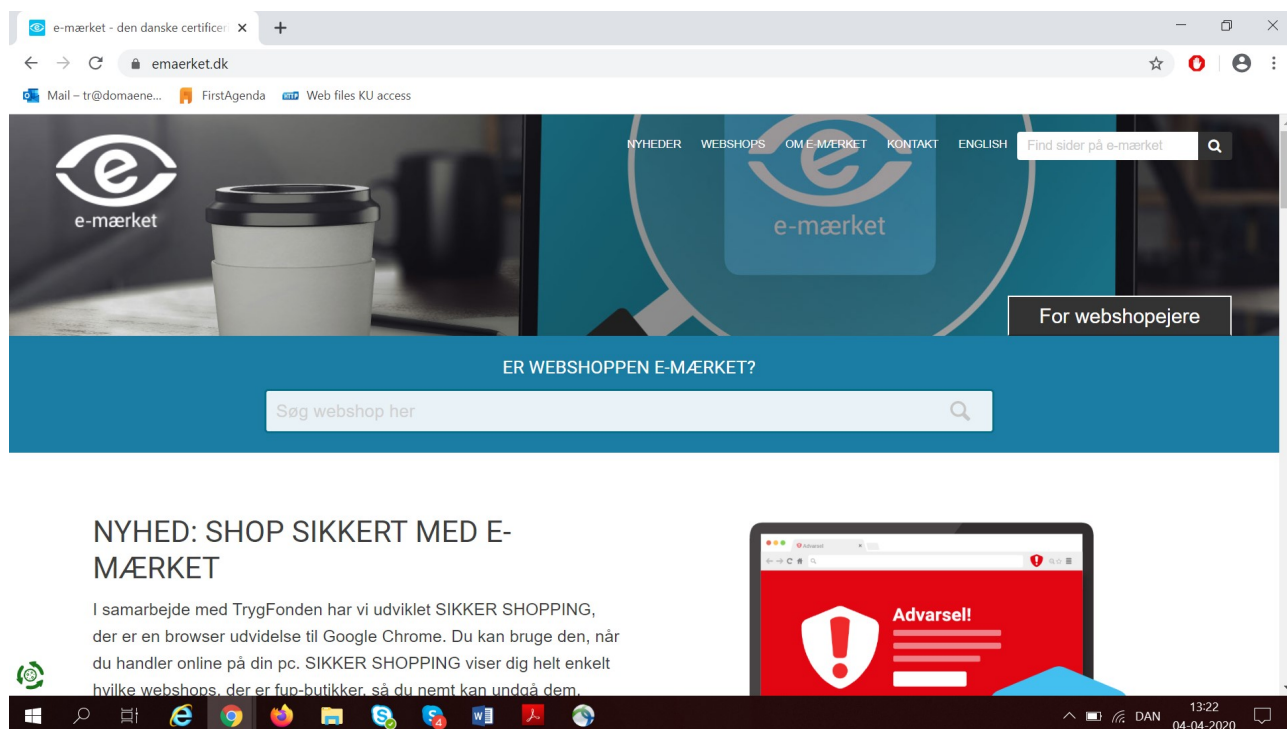 e-mærket - den danske certificeri
emaerket.dk
Mail – tr@domaene... FirstAgenda Web files KU access
e-mærket
NYHEDER WEBSHOPS OM E-MÆRKET KONTAKT ENGLISH Find sider på e-mærket
e-mærket
For webshopejere
ER WEBSHOPPEN E-MÆRKET?
Søg webshop her
NYHED: SHOP SIKKERT MED E-
MÆRKET
I samarbejde med TrygFonden har vi udviklet SIKKER SHOPPING,
der er en browser udvidelse til Google Chrome. Du kan bruge den, når
du handler online på din pc. SIKKER SHOPPING viser dig helt enkelt
hvilke webshops, der er fup-butikker, så du nemt kan undgå dem.
Advarsel!
Advarsel!
DAN
13:22
04-04-2020